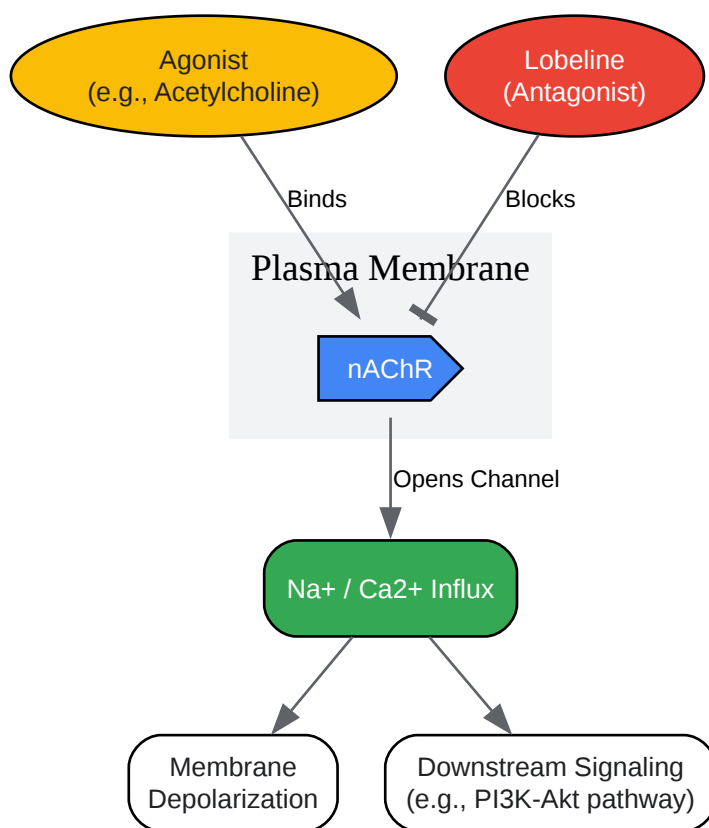 Agonist
(e.g., Acetylcholine)
Lobeline
(Antagonist)
Binds
Blocks
Plasma Membrane
nAChR
Opens Channel
Na+ / Ca2+ Influx
Membrane
Depolarization
Downstream Signaling
(e.g., PI3K-Akt pathway)